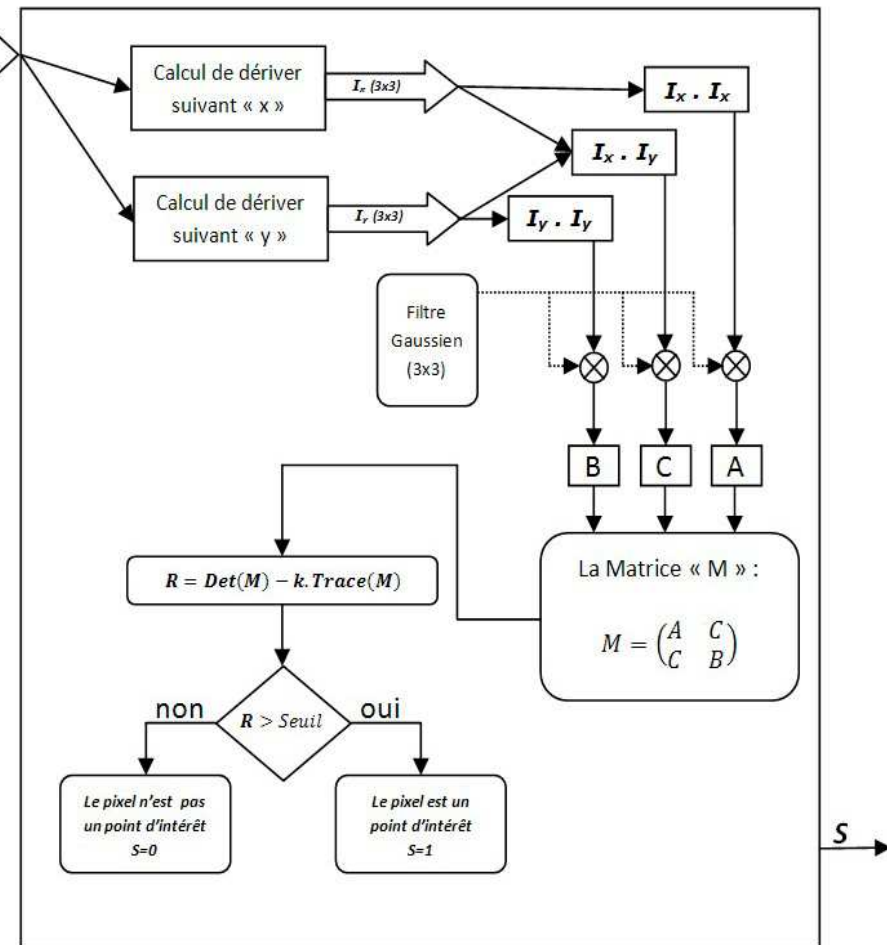 Calcul de dériver
suivant « x »
Iₓ (3x3)
Iₓ . Iₓ
Iₓ . Iᵧ
Calcul de dériver
suivant « y »
Iᵧ (3x3)
Iᵧ . Iᵧ
Filtre
Gaussien
(3x3)
B
C
A
La Matrice « M » :
M = (A C
C B)
R = Det(M) − k.Trace(M)
non
R > Seuil
oui
Le pixel n'est pas
un point d'intérêt
S=0
Le pixel est un
point d'intérêt
S=1
S